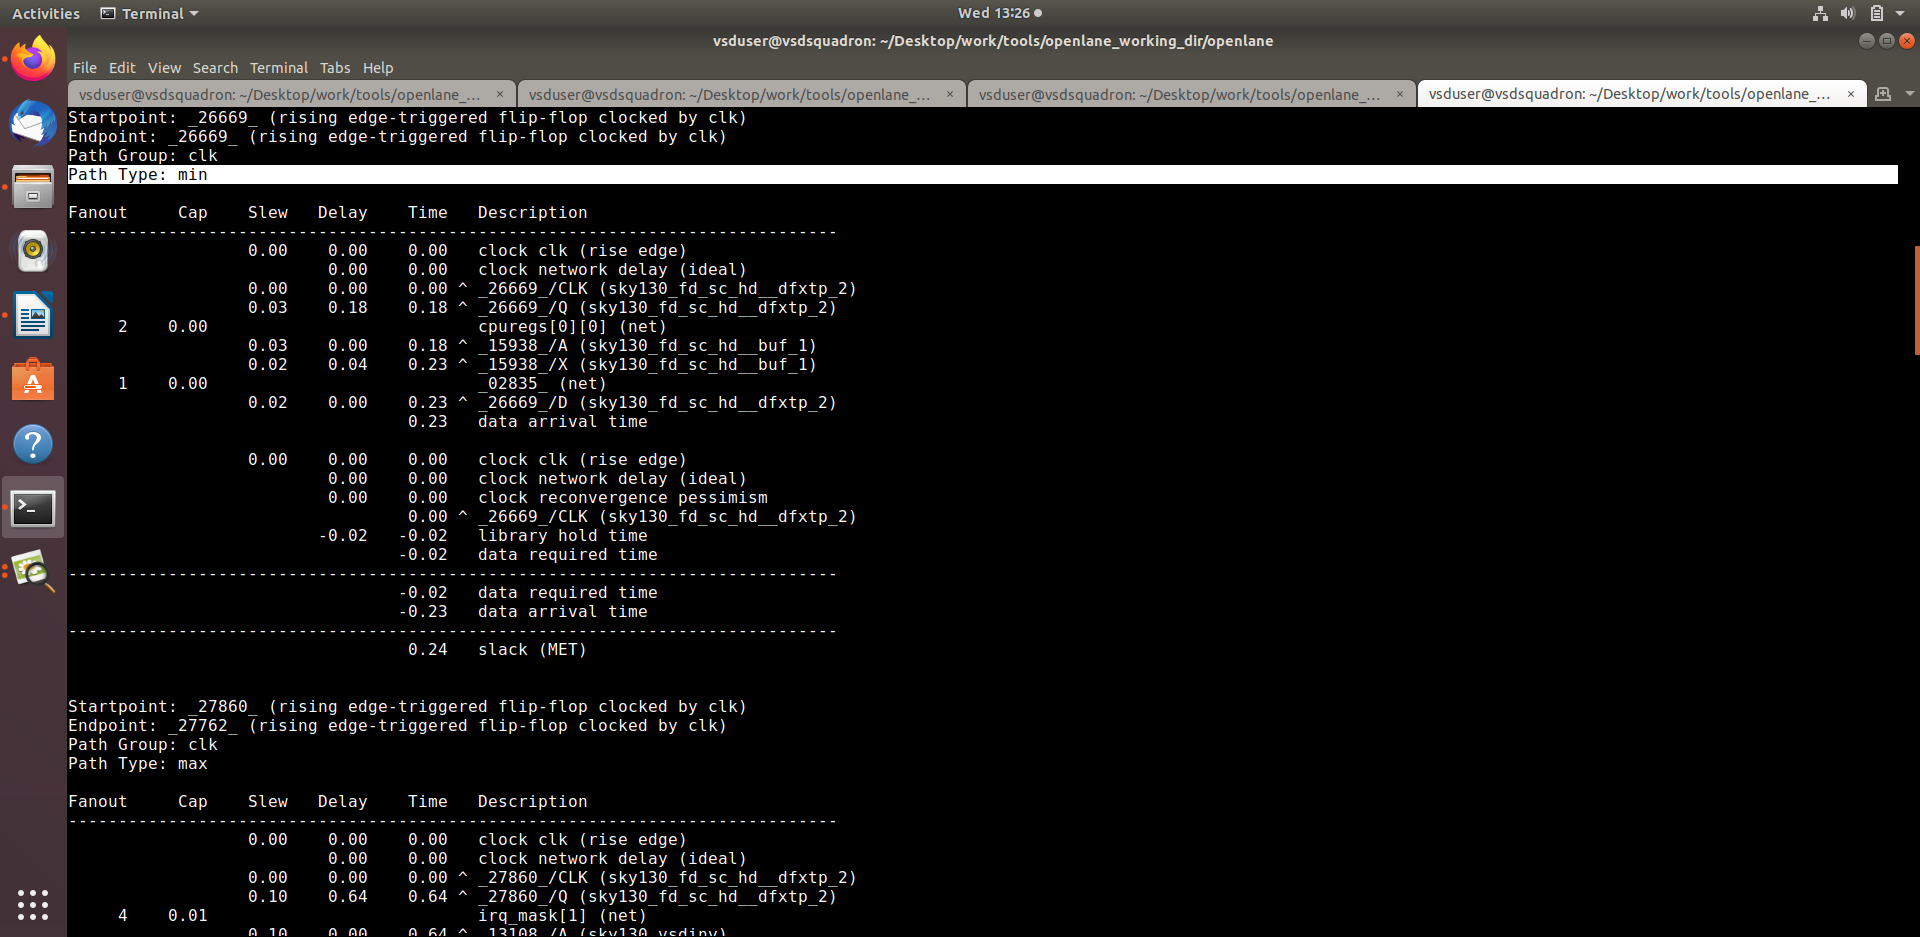 Activities Terminal Wed 13:26
vsduser@vsdsquadron: ~/Desktop/work/tools/openlane_working_dir/openlane
File Edit View Search Terminal Tabs Help
vsduser@vsdsquadron: ~/Desktop/work/tools/openlane_... × vsduser@vsdsquadron: ~/Desktop/work/tools/openlane_... × vsduser@vsdsquadron: ~/Desktop/work/tools/openlane_... × vsduser@vsdsquadron: ~/Desktop/work/tools/openlane_... ×
Startpoint: _26669_ (rising edge-triggered flip-flop clocked by clk)
Endpoint: _26669_ (rising edge-triggered flip-flop clocked by clk)
Path Group: clk
Path Type: min
Fanout     Cap    Slew   Delay    Time   Description
-----------------------------------------------------------------------------
                  0.00    0.00    0.00   clock clk (rise edge)
                          0.00    0.00   clock network delay (ideal)
                  0.00    0.00    0.00 ^ _26669_/CLK (sky130_fd_sc_hd__dfxtp_2)
                  0.03    0.18    0.18 ^ _26669_/Q (sky130_fd_sc_hd__dfxtp_2)
     2    0.00                           cpuregs[0][0] (net)
                  0.03    0.00    0.18 ^ _15938_/A (sky130_fd_sc_hd__buf_1)
                  0.02    0.04    0.23 ^ _15938_/X (sky130_fd_sc_hd__buf_1)
     1    0.00                           _02835_ (net)
                  0.02    0.00    0.23 ^ _26669_/D (sky130_fd_sc_hd__dfxtp_2)
                                  0.23   data arrival time
                  0.00    0.00    0.00   clock clk (rise edge)
                          0.00    0.00   clock network delay (ideal)
                          0.00    0.00   clock reconvergence pessimism
                                  0.00 ^ _26669_/CLK (sky130_fd_sc_hd__dfxtp_2)
                         -0.02   -0.02   library hold time
                                 -0.02   data required time
-----------------------------------------------------------------------------
                                 -0.02   data required time
                                 -0.23   data arrival time
-----------------------------------------------------------------------------
                                  0.24   slack (MET)
Startpoint: _27860_ (rising edge-triggered flip-flop clocked by clk)
Endpoint: _27762_ (rising edge-triggered flip-flop clocked by clk)
Path Group: clk
Path Type: max
Fanout     Cap    Slew   Delay    Time   Description
-----------------------------------------------------------------------------
                  0.00    0.00    0.00   clock clk (rise edge)
                          0.00    0.00   clock network delay (ideal)
                  0.00    0.00    0.00 ^ _27860_/CLK (sky130_fd_sc_hd__dfxtp_2)
                  0.10    0.64    0.64 ^ _27860_/Q (sky130_fd_sc_hd__dfxtp_2)
     4    0.01                           irq_mask[1] (net)
                  0.10    0.00    0.64 ^ _13108_/A (sky130_vsdinv)